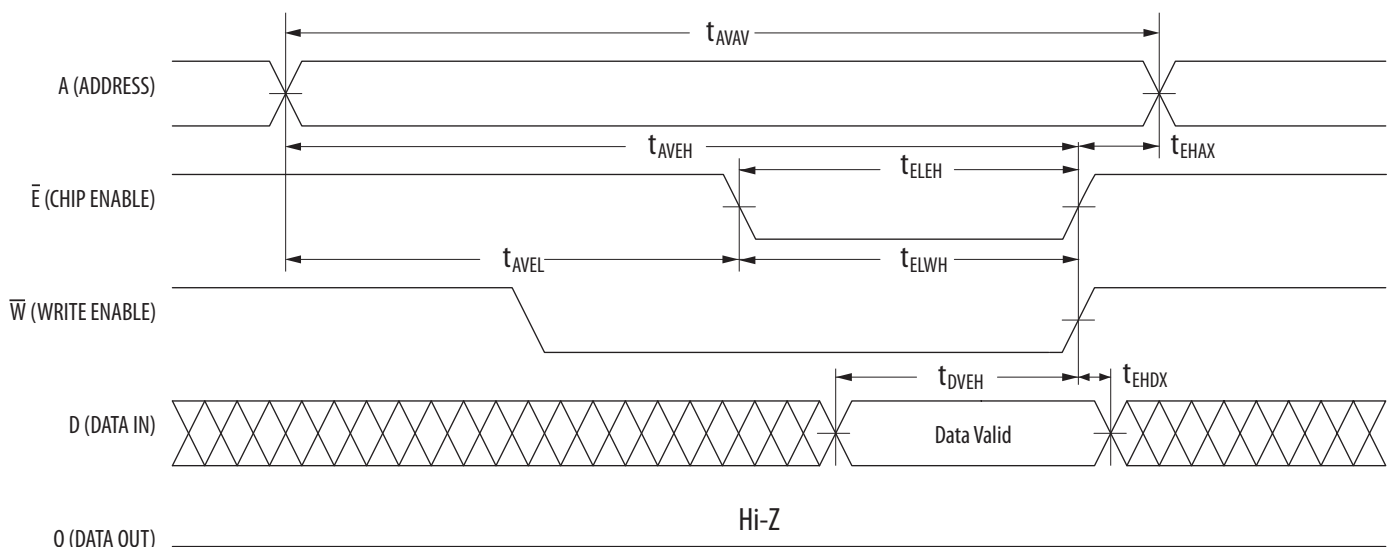 tAVAV
A (ADDRESS)
tAVEH
tEHAX
tELEH
Ē (CHIP ENABLE)
tAVEL
tELWH
W̅ (WRITE ENABLE)
tDVEH
tEHDX
D (DATA IN)
Data Valid
Hi-Z
Q (DATA OUT)